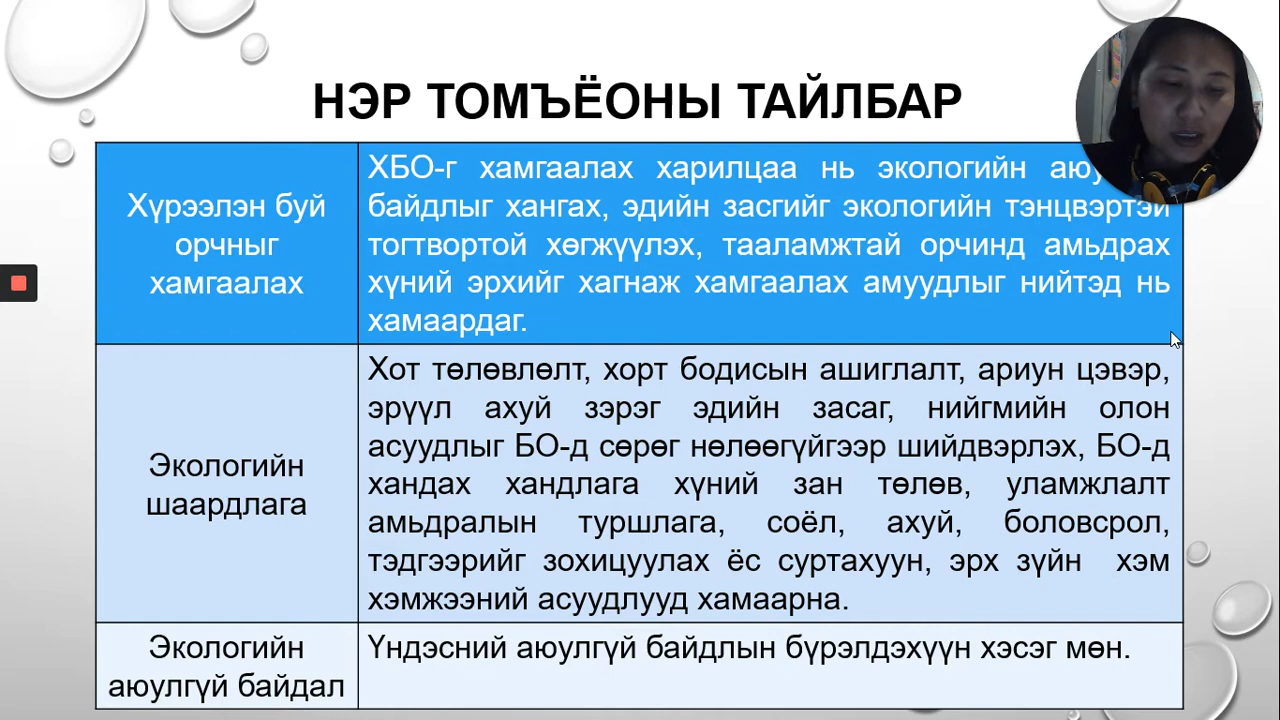 НЭР ТОМЪЁОНЫ ТАЙЛБАР
Хүрээлэн буй
орчныг
хамгаалах
ХБО-г хамгаалах харилцаа нь экологийн
байдлыг хангах, эдийн засгийг экологийн тэнцвэртэй
тогтвортой хөгжүүлэх, тааламжтай орчинд амьдрах
хүний эрхийг хагнаж хамгаалах амуудлыг нийтэд нь
хамаардаг.
Экологийн
шаардлага
Хот төлөвлөлт, хорт бодисын ашиглалт, ариун цэвэр,
эрүүл ахуй зэрэг эдийн засаг, нийгмийн олон
асуудлыг БО-д сөрөг нөлөөгүйгээр шийдвэрлэх, БО-д
хандах хандлага хүний зан төлөв, уламжлалт
амьдралын туршлага, соёл, ахуй, боловсрол,
тэдгээрийг зохицуулах ёс суртахуун, эрх зүйн хэм
хэмжээний асуудлууд хамаарна.
Экологийн
аюулгүй байдал
Үндэсний аюулгүй байдлын бүрэлдэхүүн хэсэг мөн.